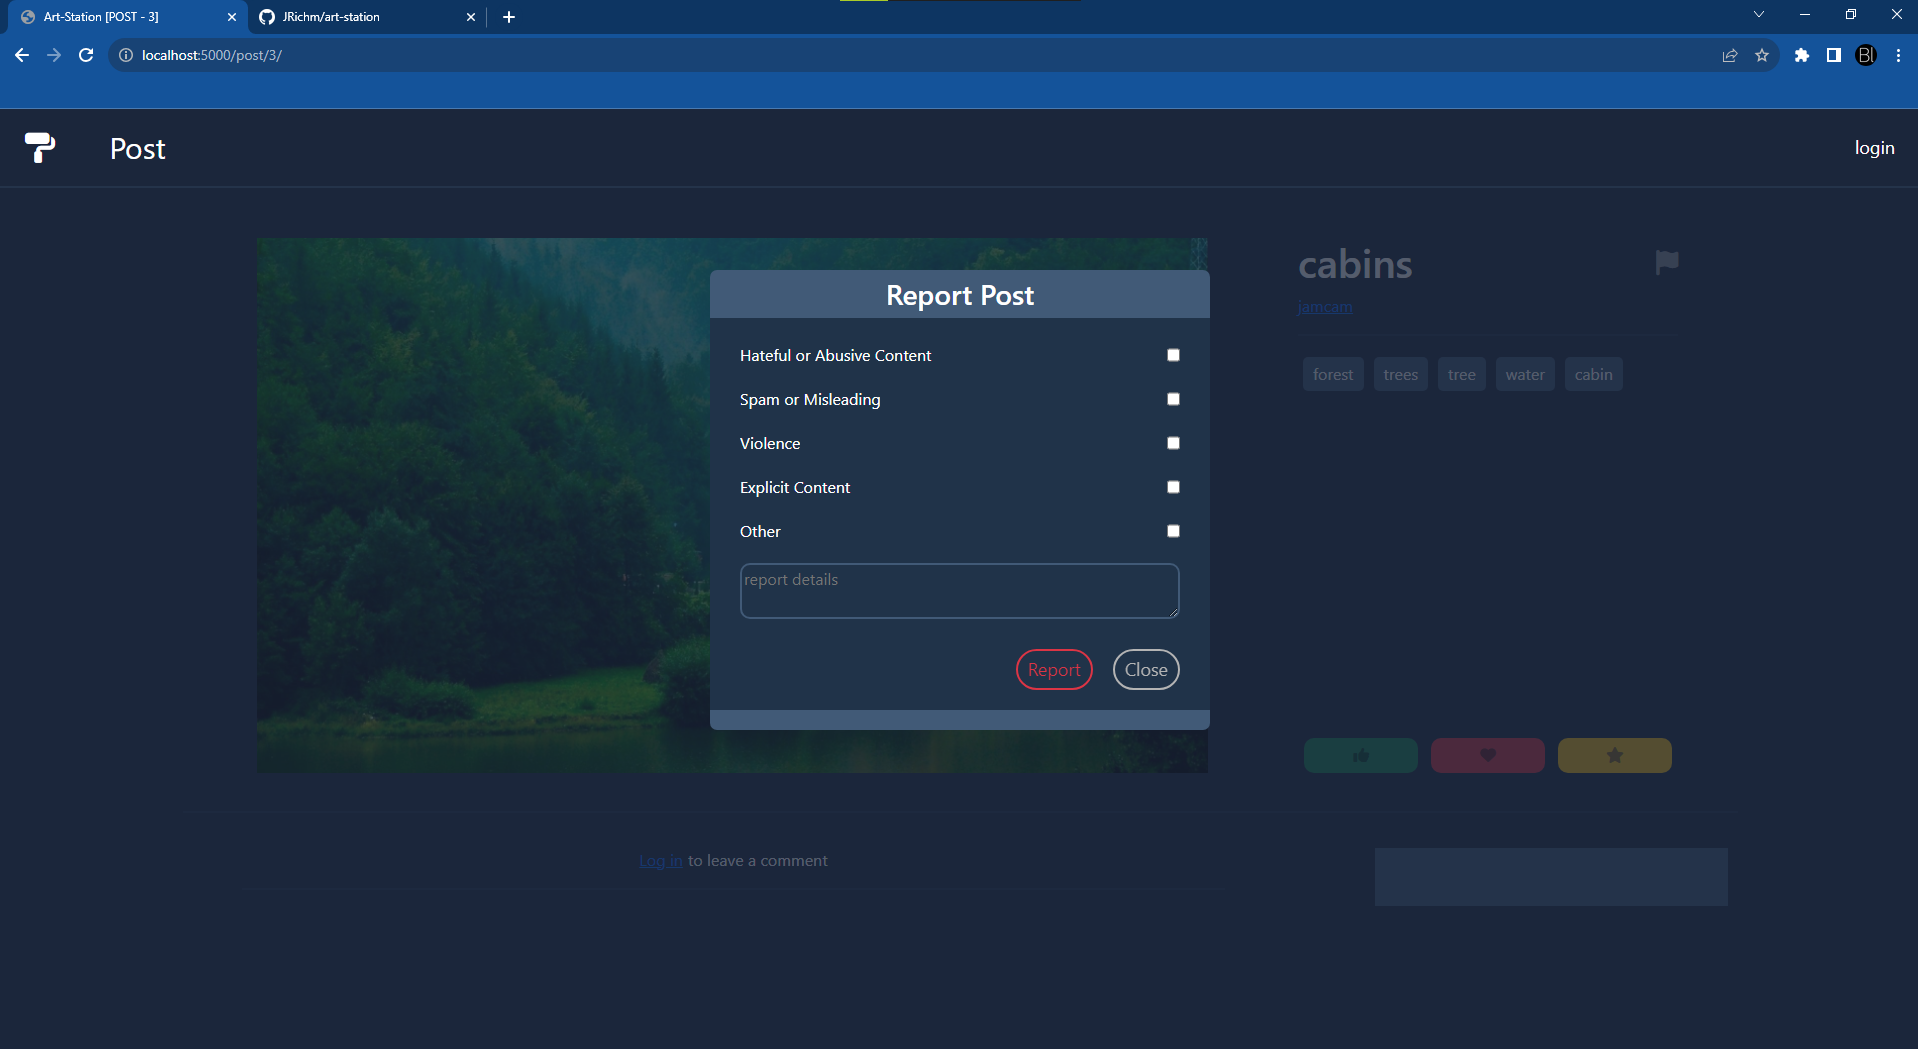 Art-Station [POST - 3]
JRichm/art-station
localhost:5000/post/3/
Bl
Post
login
cabins
jamcam
forest trees tree water cabin
Report Post
Hateful or Abusive Content
Spam or Misleading
Violence
Explicit Content
Other
report details
Report Close
Log in to leave a comment